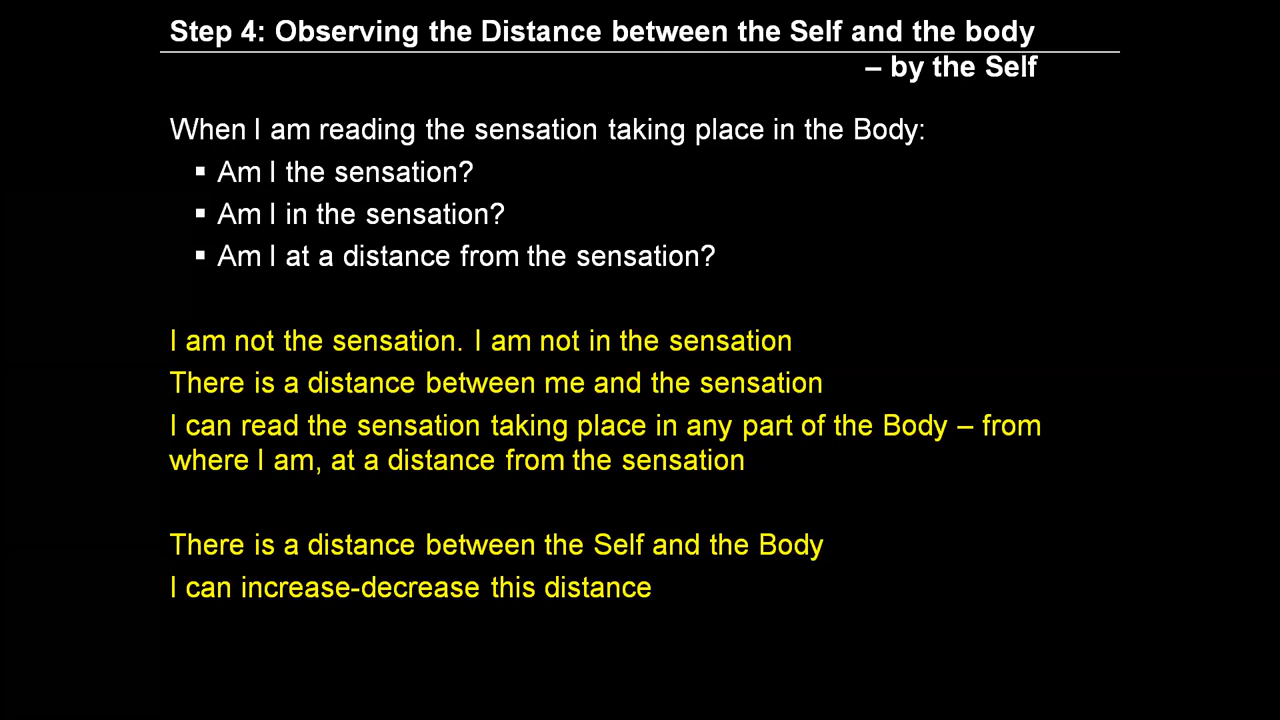 Step 4: Observing the Distance between the Self and the body
– by the Self
When I am reading the sensation taking place in the Body:
▪ Am I the sensation?
▪ Am I in the sensation?
▪ Am I at a distance from the sensation?
I am not the sensation. I am not in the sensation
There is a distance between me and the sensation
I can read the sensation taking place in any part of the Body – from
where I am, at a distance from the sensation
There is a distance between the Self and the Body
I can increase-decrease this distance